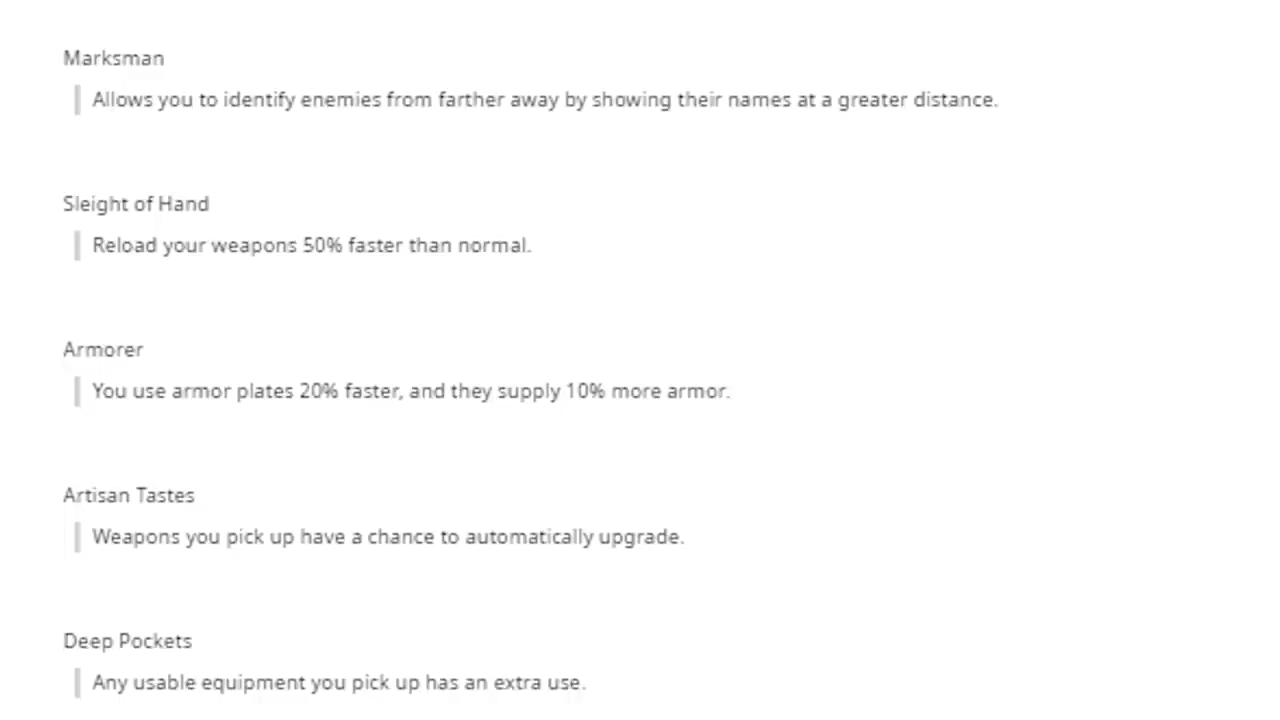 Marksman
Allows you to identify enemies from farther away by showing their names at a greater distance.
Sleight of Hand
Reload your weapons 50% faster than normal.
Armorer
You use armor plates 20% faster, and they supply 10% more armor.
Artisan Tastes
Weapons you pick up have a chance to automatically upgrade.
Deep Pockets
Any usable equipment you pick up has an extra use.